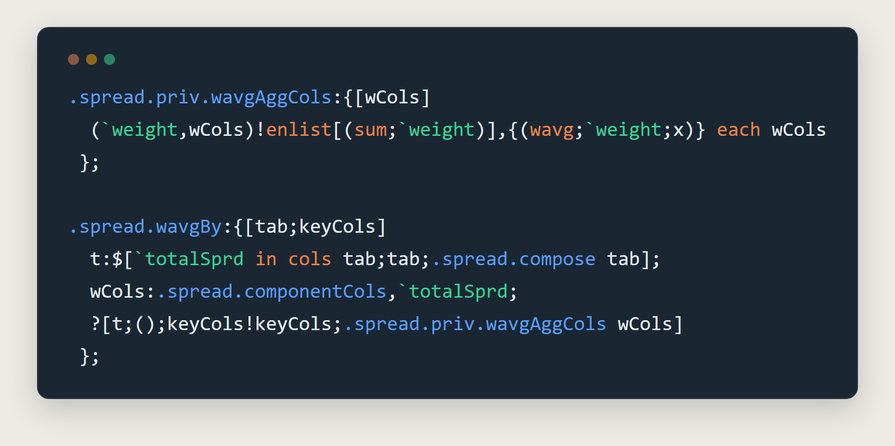 .spread.priv.wavgAggCols:{[wCols]
  (`weight,wCols)!enlist[(sum;`weight)],{(wavg;`weight;x)} each wCols
 };

.spread.wavgBy:{[tab;keyCols]
  t:$[`totalSprd in cols tab;tab;.spread.compose tab];
  wCols:.spread.componentCols,`totalSprd;
  ?[t;();keyCols!keyCols;.spread.priv.wavgAggCols wCols]
 };